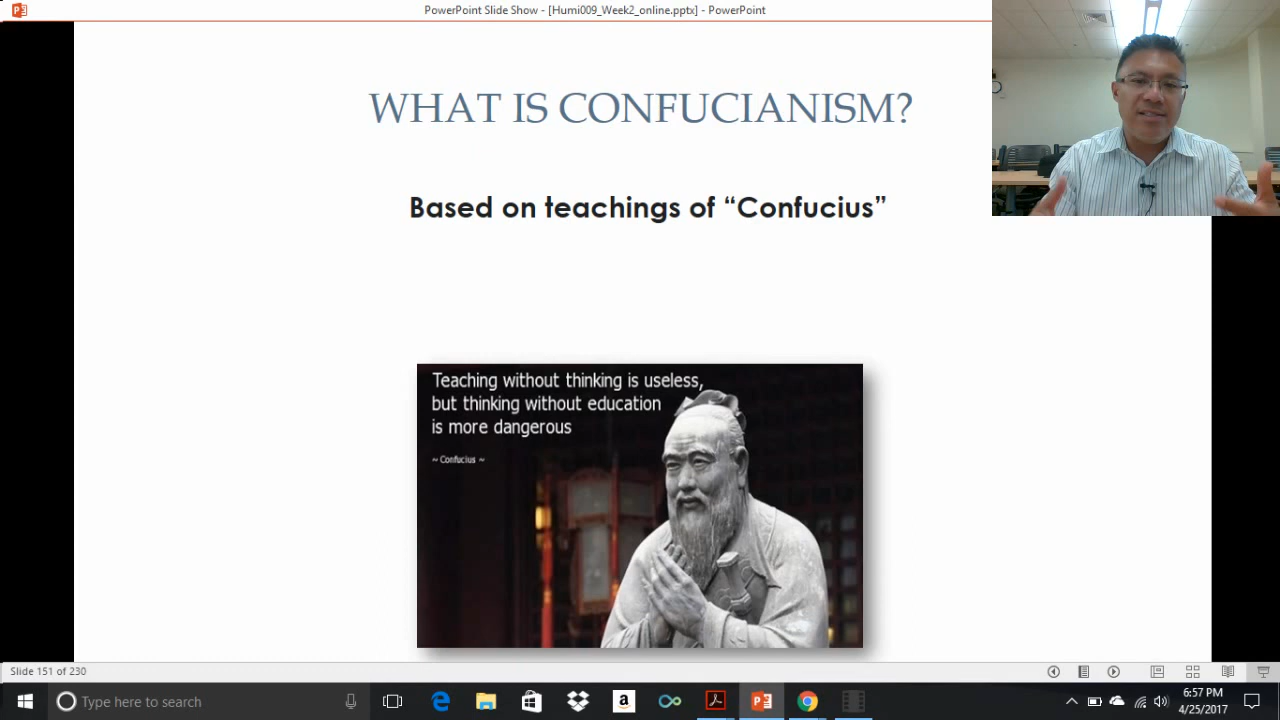 PowerPoint Slide Show - [Humi009_Week2_online.pptx] - PowerPoint
WHAT IS CONFUCIANISM?
Based on teachings of “Confucius”
Teaching without thinking is useless,
but thinking without education
is more dangerous
~ Confucius ~
Slide 151 of 230
Type here to search
6:57 PM
4/25/2017